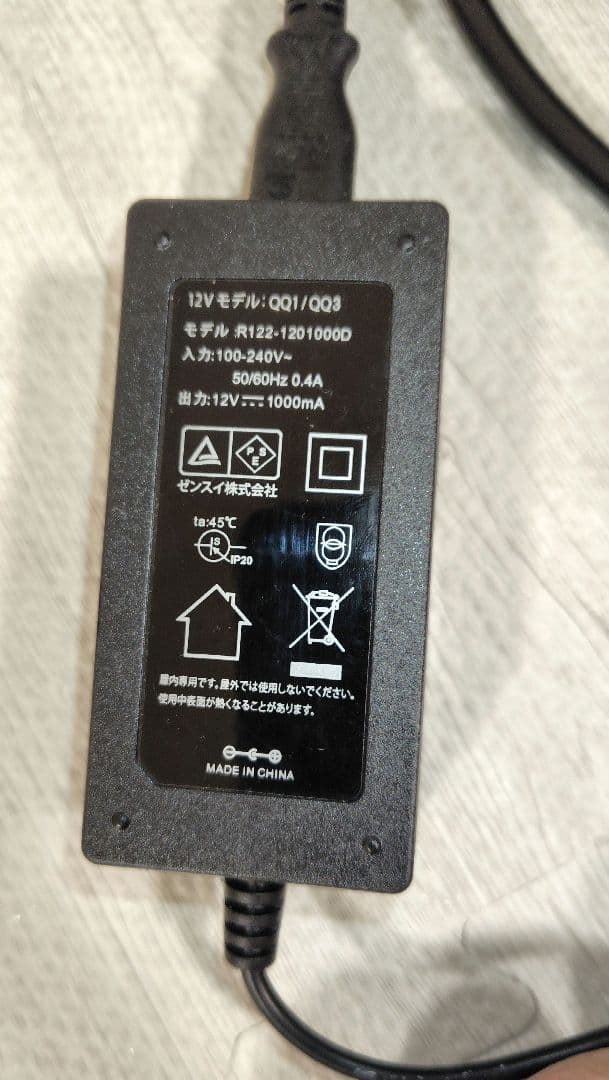 12Vモデル: QQ1/QQ3
モデル :R122-1201000D
入力:100-240V~
50/60Hz 0.4A
出力:12V⎓1000mA
PSE
ゼンスイ株式会社
ta:45℃
IS
IP20
屋内専用です。屋外では使用しないでください。
使用中表面が熱くなることがあります。
MADE IN CHINA